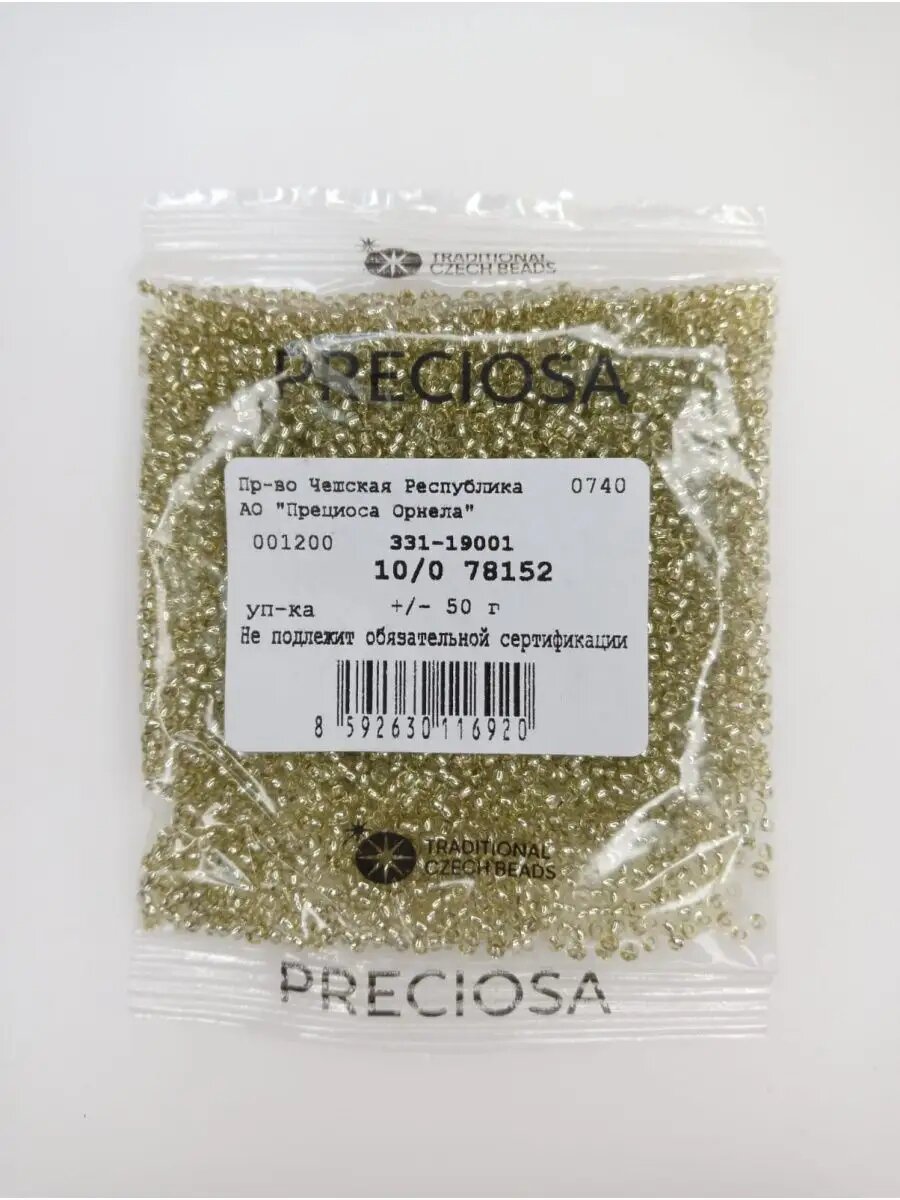 TRADITIONAL
CZECH BEADS
PRECIOSA
Пр-во Чешская Республика 0740
АО "Прециоса Орнела"
001200 331-19001
10/0 78152
уп-ка +/- 50 г
Не подлежит обязательной сертификации
8 592630 116920
TRADITIONAL
CZECH BEADS
PRECIOSA